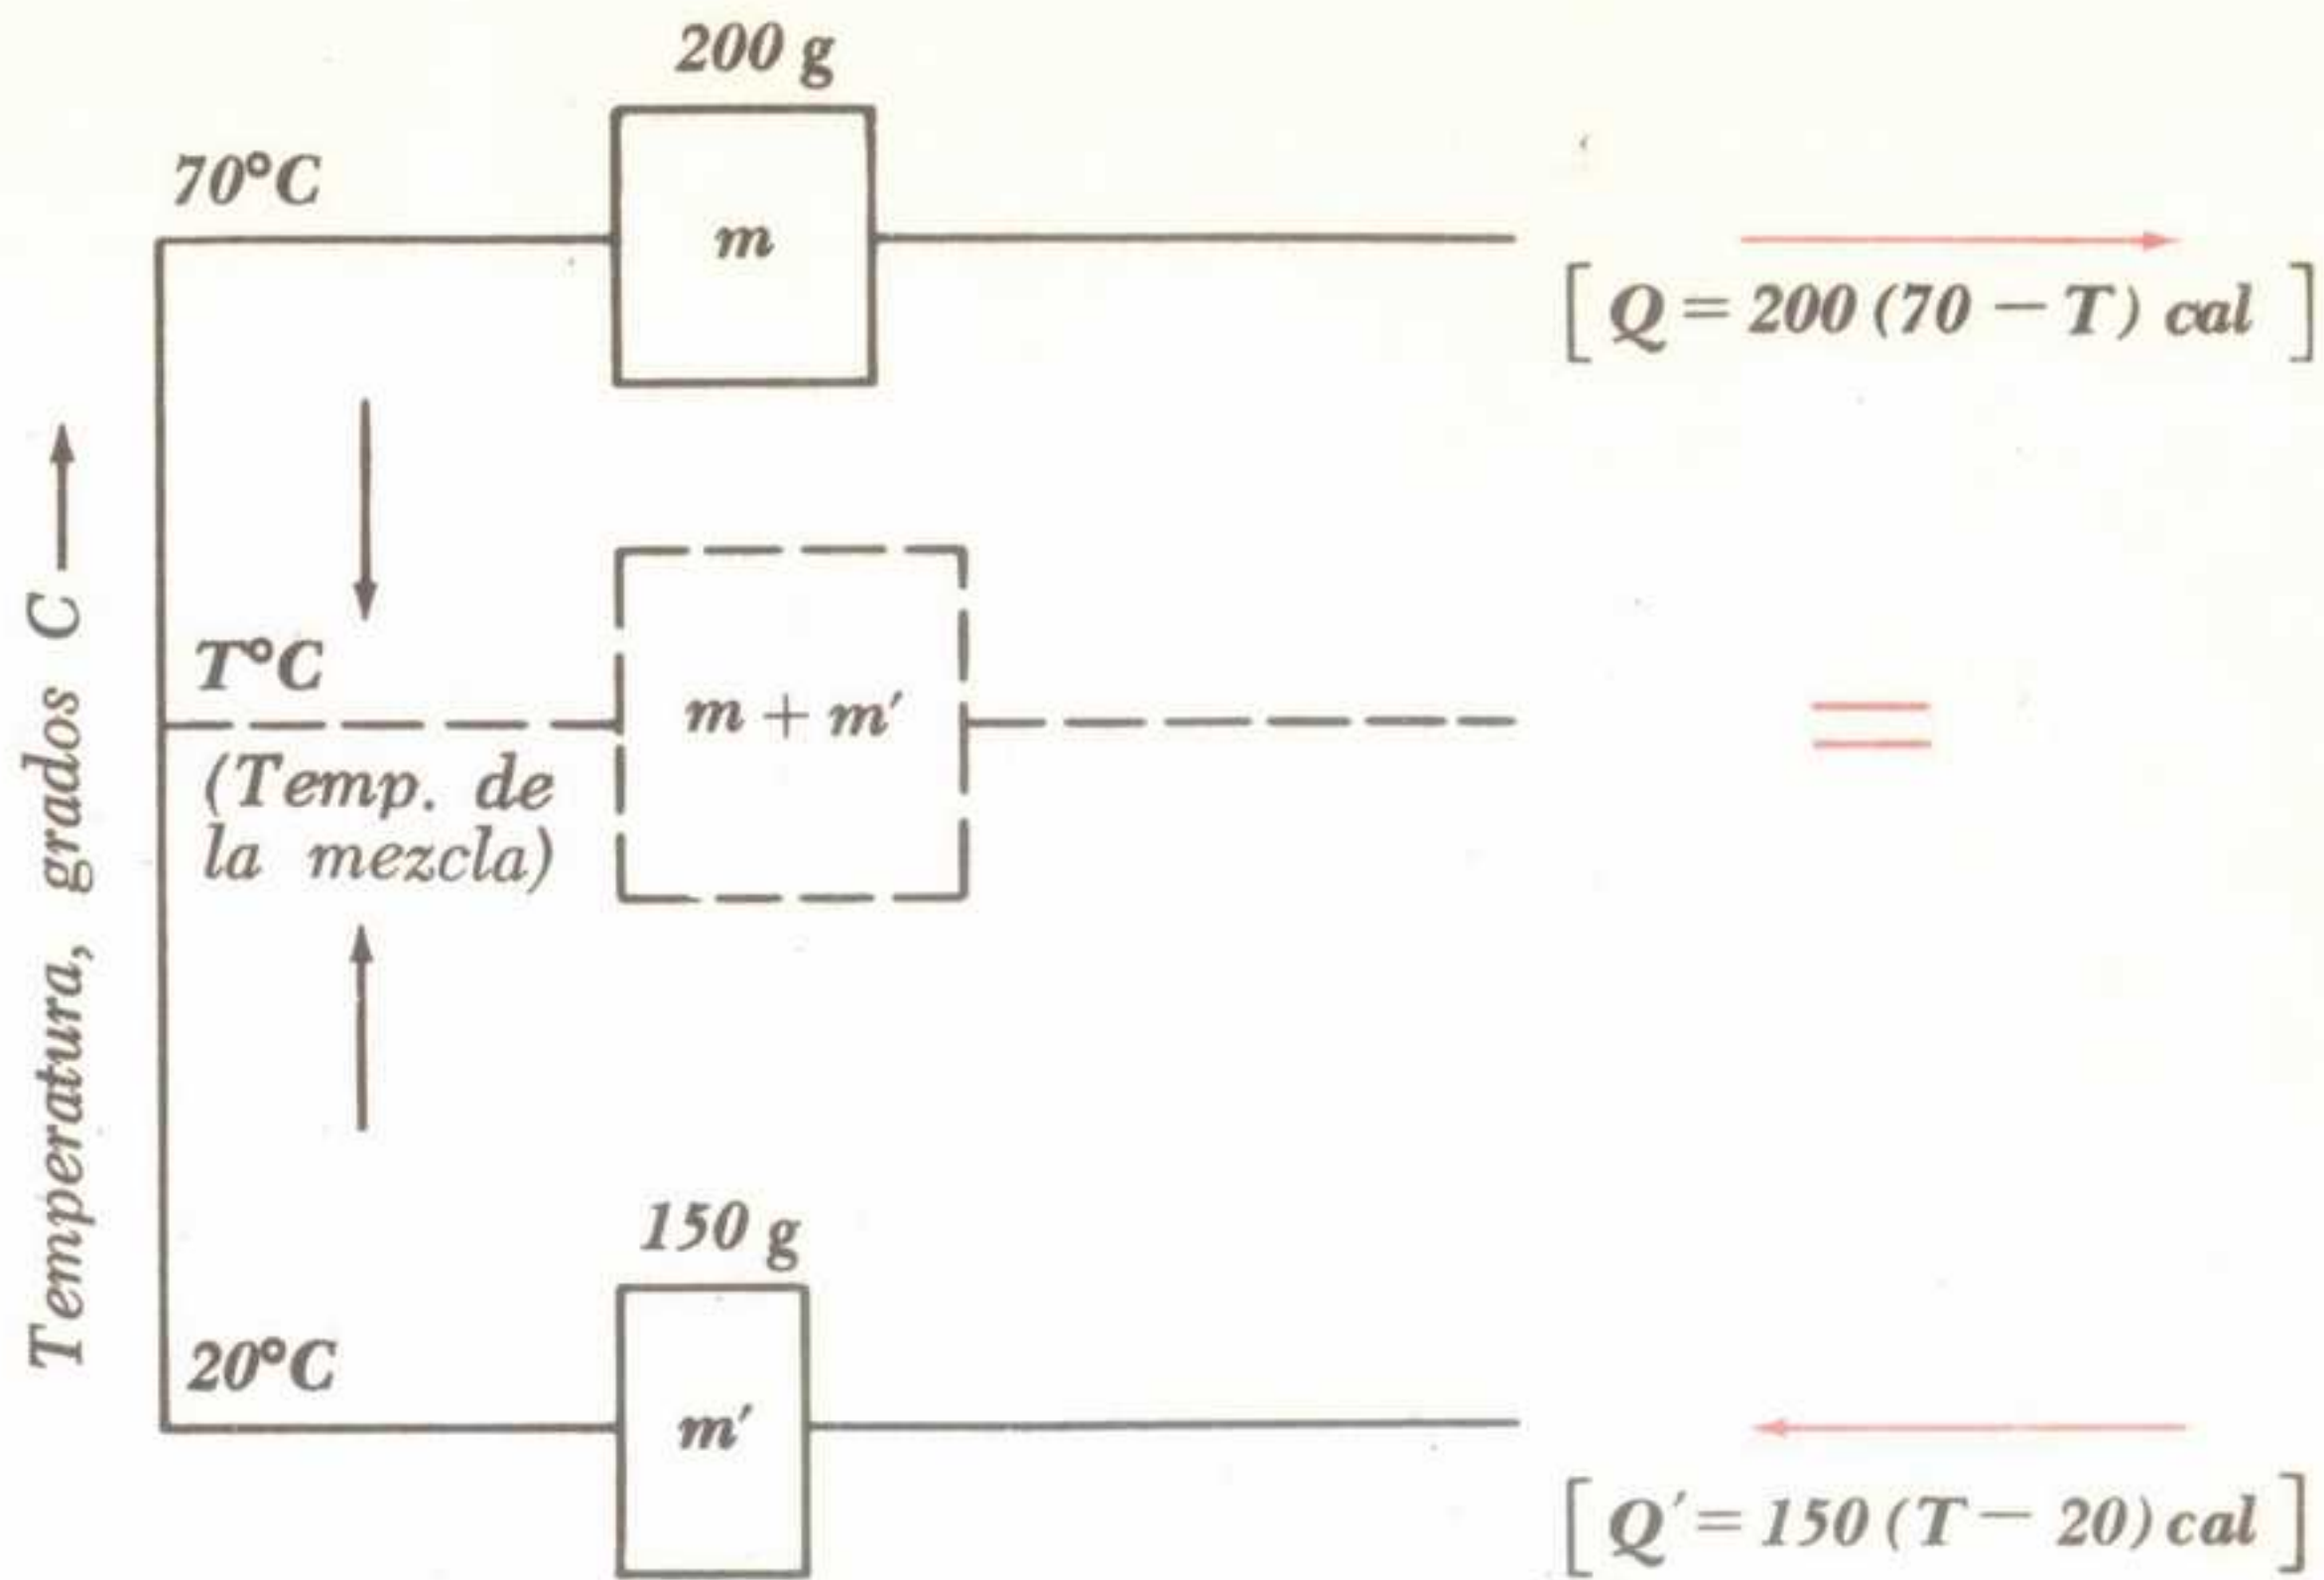 200 g
70°C
m
[ Q = 200 (70 − T) cal ]
Temperatura, grados C
T°C
m + m′
=
(Temp. de
la mezcla)
150 g
20°C
m′
[ Q′ = 150 (T − 20) cal ]